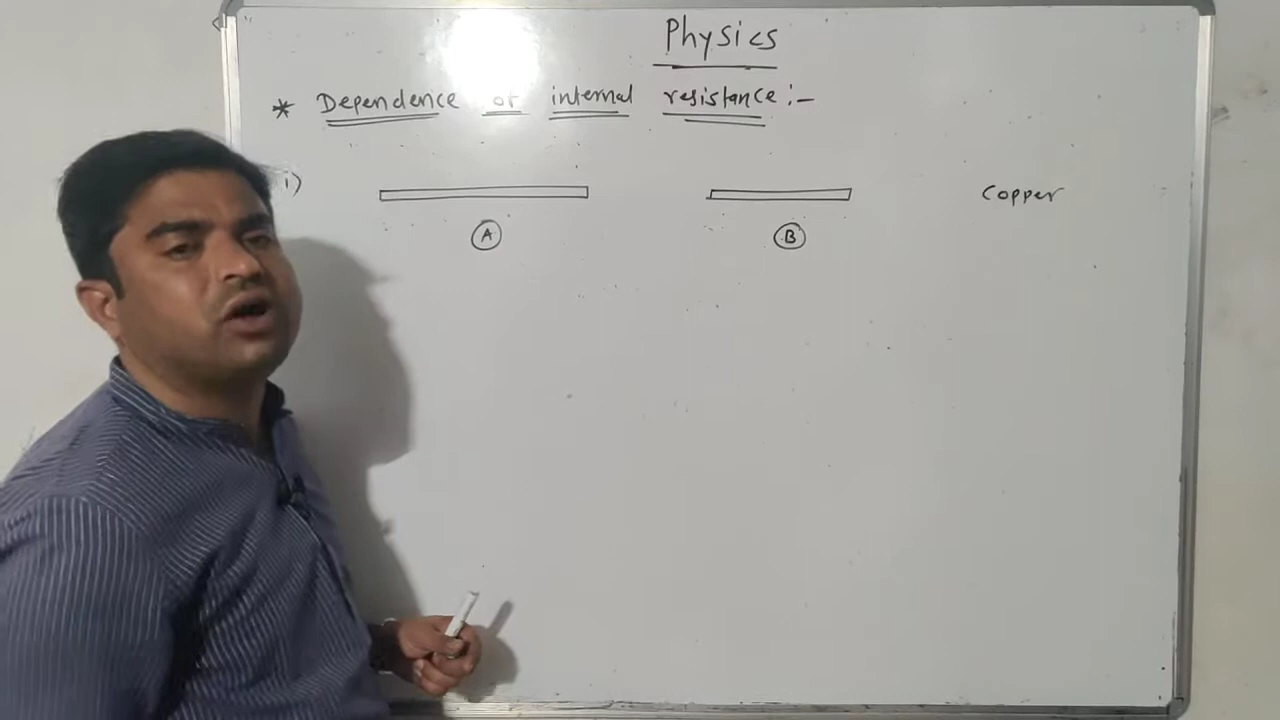 Physics
* Dependence of internal resistance :-
i) Copper
A B